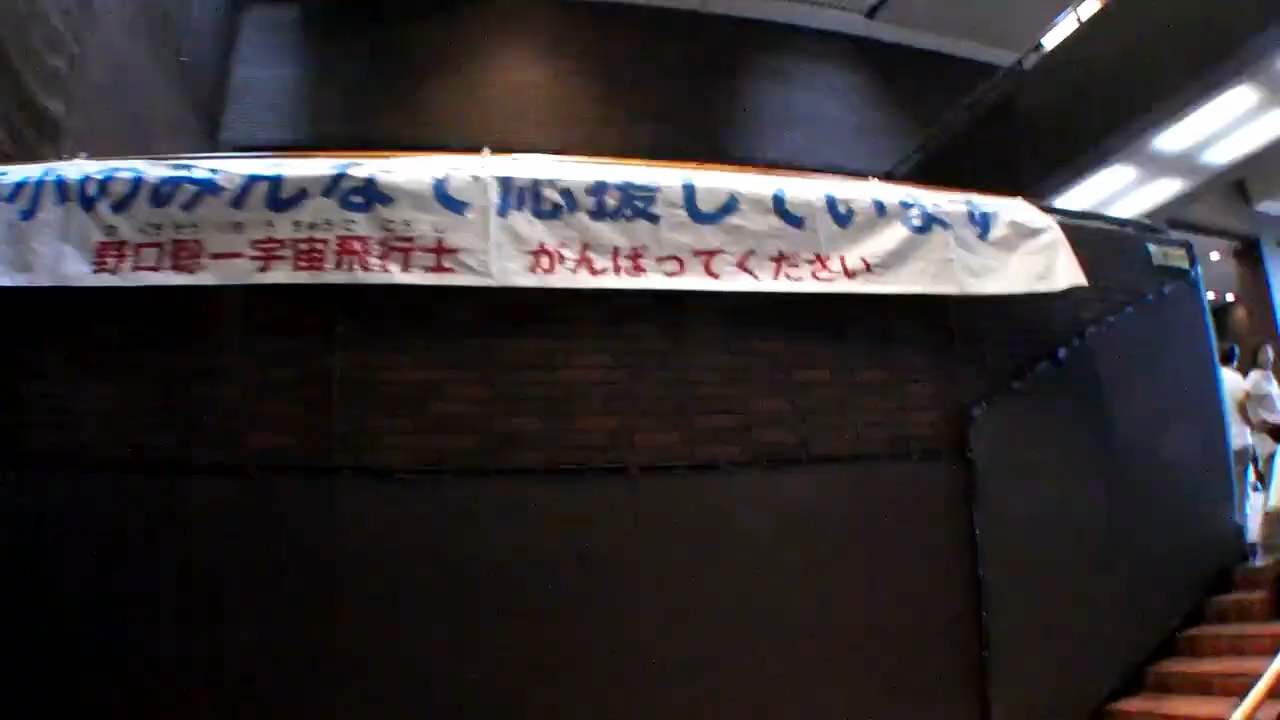 小のみんなで応援しています
野口聡一宇宙飛行士 がんばってください